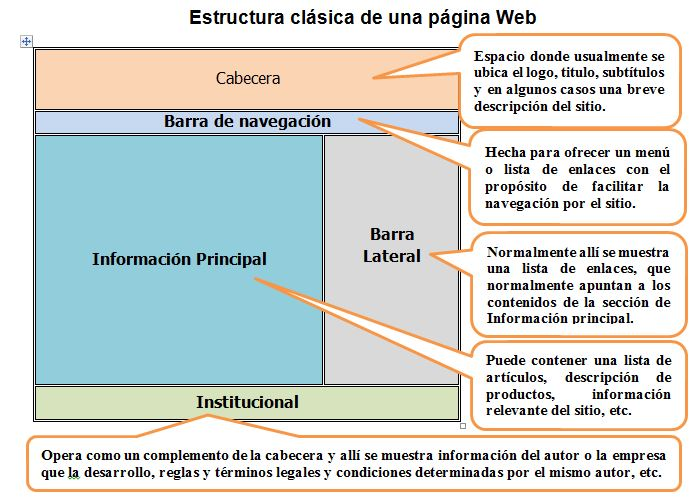 Estructura clásica de una página Web
Cabecera
Espacio donde usualmente se
ubica el logo, titulo, subtítulos
y en algunos casos una breve
descripción del sitio.
Barra de navegación
Hecha para ofrecer un menú
o lista de enlaces con el
propósito de facilitar la
navegación por el sitio.
Información Principal
Barra
Lateral
Normalmente allí se muestra
una lista de enlaces, que
normalmente apuntan a los
contenidos de la sección de
Información principal.
Puede contener una lista de
artículos, descripción de
productos, información
relevante del sitio, etc.
Institucional
Opera como un complemento de la cabecera y allí se muestra información del autor o la empresa
que la desarrollo, reglas y términos legales y condiciones determinadas por el mismo autor, etc.